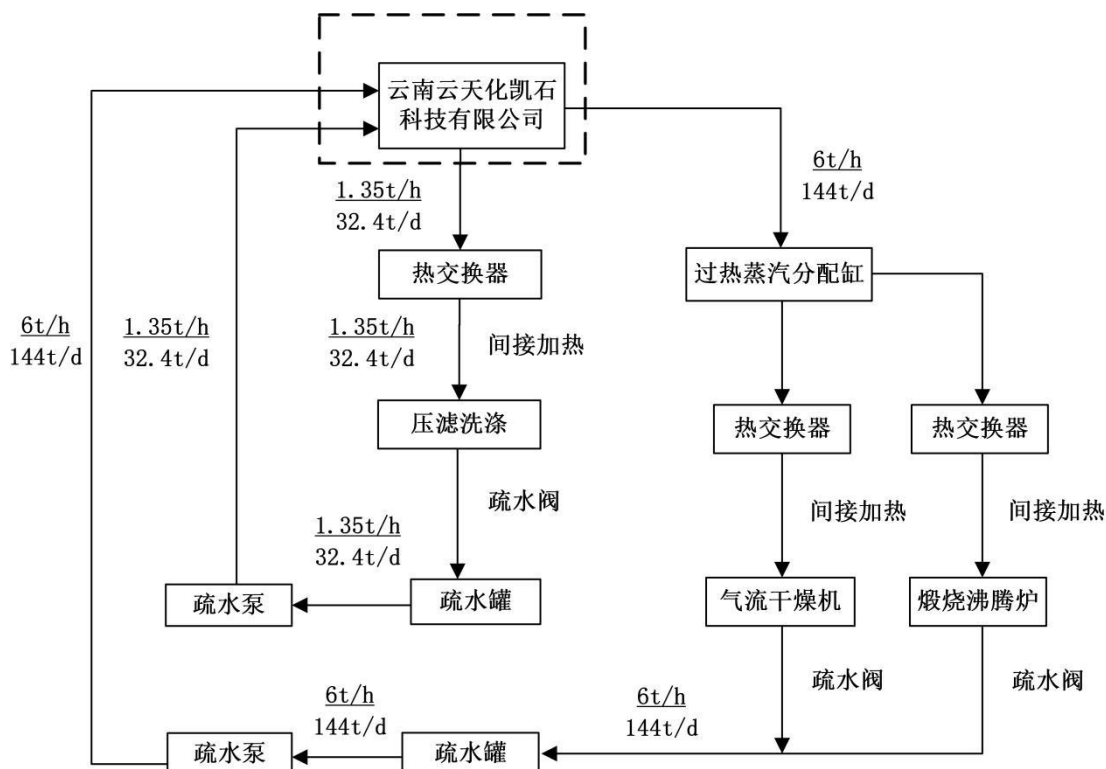 云南云天化凯石
科技有限公司
6t/h
144t/d
1.35t/h
32.4t/d
热交换器
过热蒸汽分配缸
6t/h
144t/d
1.35t/h
32.4t/d
1.35t/h
32.4t/d
间接加热
压滤洗涤
热交换器
热交换器
疏水阀
间接加热
间接加热
1.35t/h
32.4t/d
疏水泵
疏水罐
气流干燥机
煅烧沸腾炉
疏水阀
疏水阀
6t/h
144t/d
6t/h
144t/d
疏水泵
疏水罐